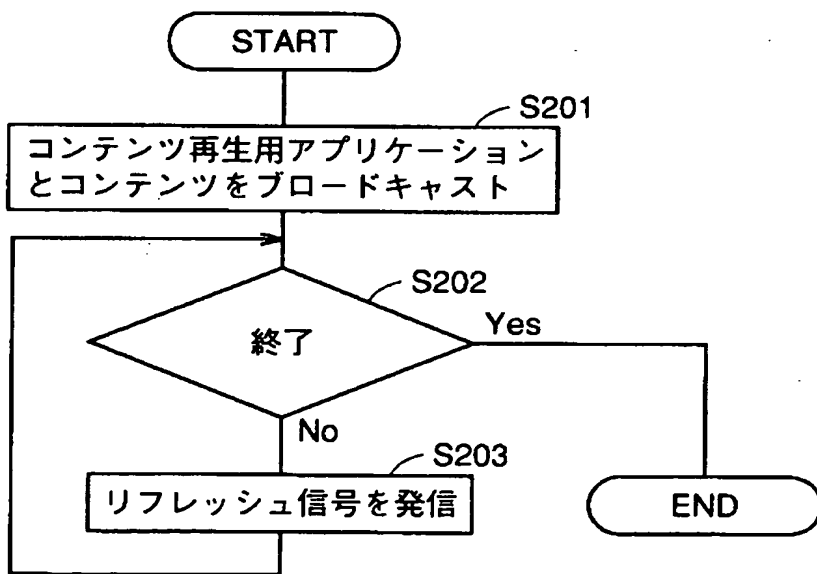 START
S201
コンテンツ再生用アプリケーション
とコンテンツをブロードキャスト
S202
終了
Yes
No
S203
リフレッシュ信号を発信
END